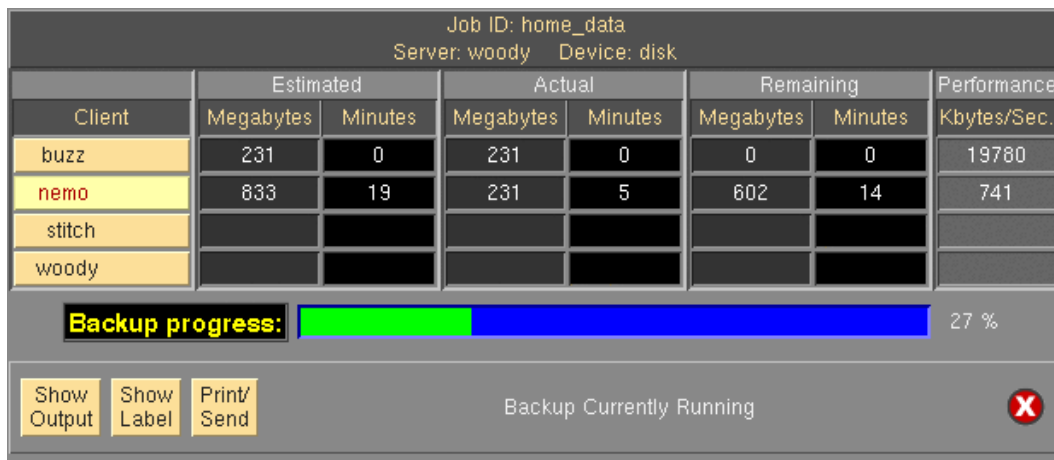 Job ID: home_data
Server: woody Device: disk
Estimated Actual Remaining Performance
Client Megabytes Minutes Megabytes Minutes Megabytes Minutes Kbytes/Sec.
buzz 231 0 231 0 0 0 19780
nemo 833 19 231 5 602 14 741
stitch
woody
Backup progress: 27 %
Show Output
Show Label
Print/ Send
Backup Currently Running
X